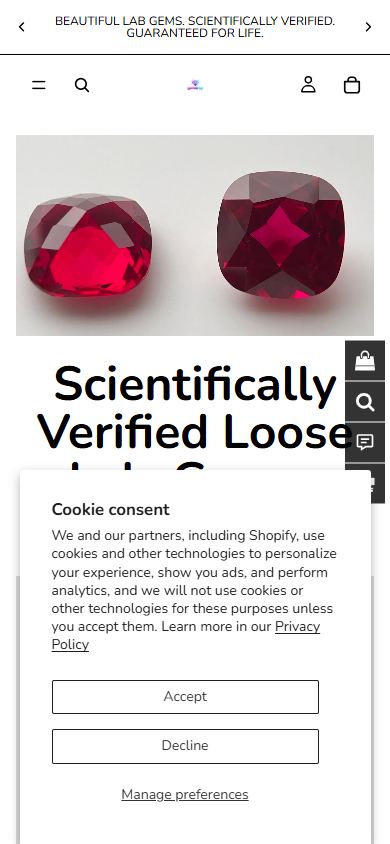 BEAUTIFUL LAB GEMS. SCIENTIFICALLY VERIFIED.
GUARANTEED FOR LIFE.
Scientifically
Verified Loose
Cookie consent
We and our partners, including Shopify, use
cookies and other technologies to personalize
your experience, show you ads, and perform
analytics, and we will not use cookies or
other technologies for these purposes unless
you accept them. Learn more in our Privacy
Policy
Accept
Decline
Manage preferences